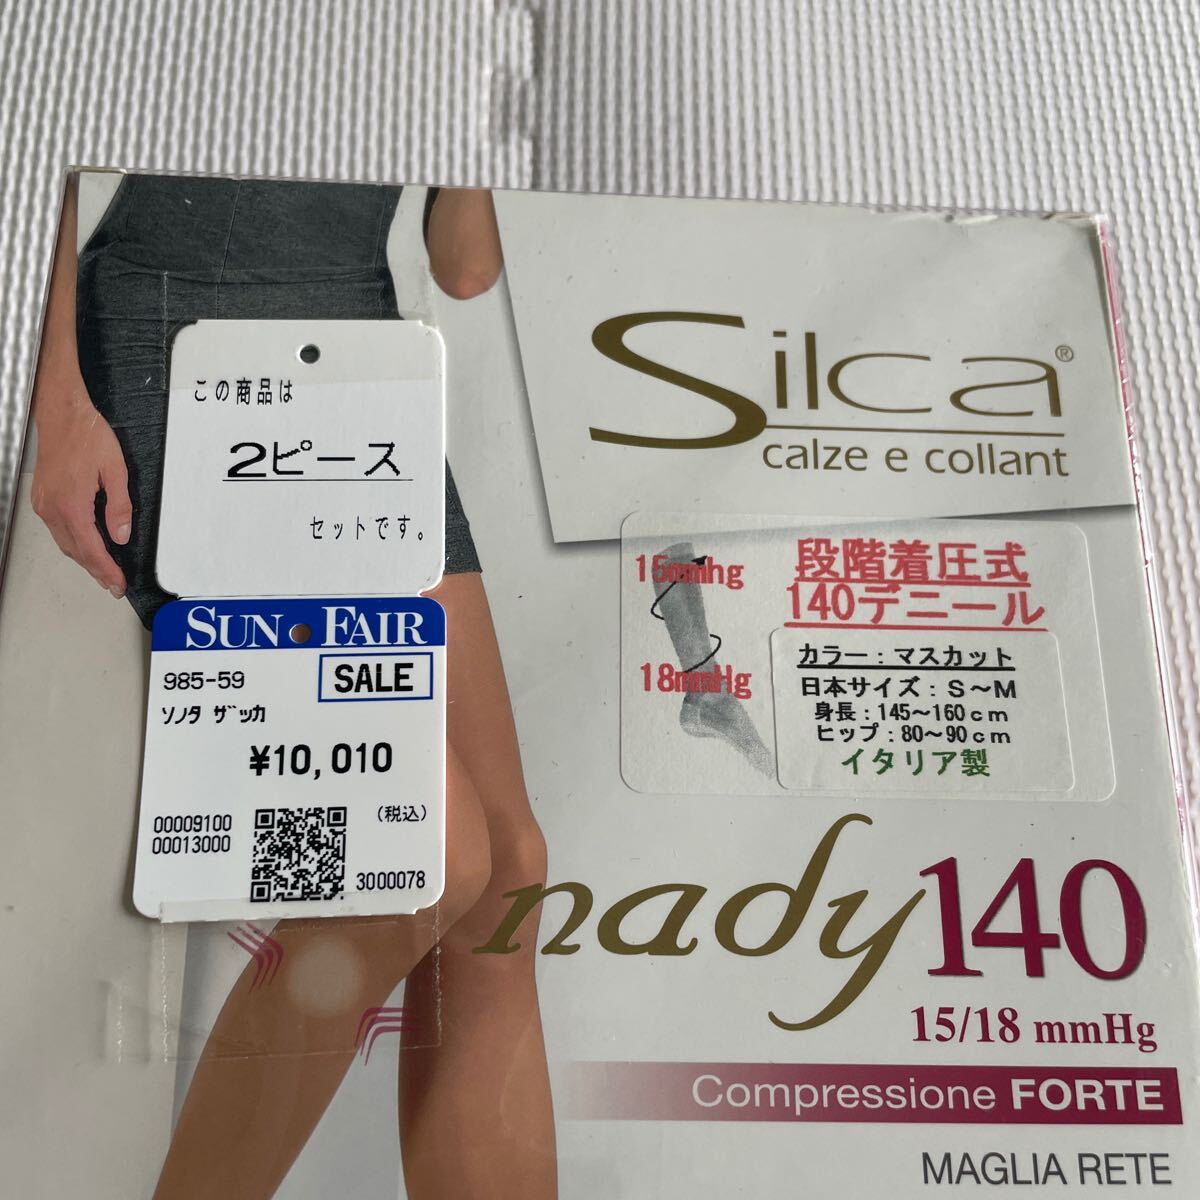 この商品は
2ピース
セットです。
SUN FAIR
985-59
SALE
ソノタ ザッカ
¥10,010
(税込)
00009100
00013000
3000078
Silca®
calze e collant
15mmhg
18mmHg
段階着圧式
140デニール
カラー：マスカット
日本サイズ：S～M
身長：145～160cm
ヒップ：80～90cm
イタリア製
nady 140
15/18 mmHg
Compressione FORTE
MAGLIA RETE